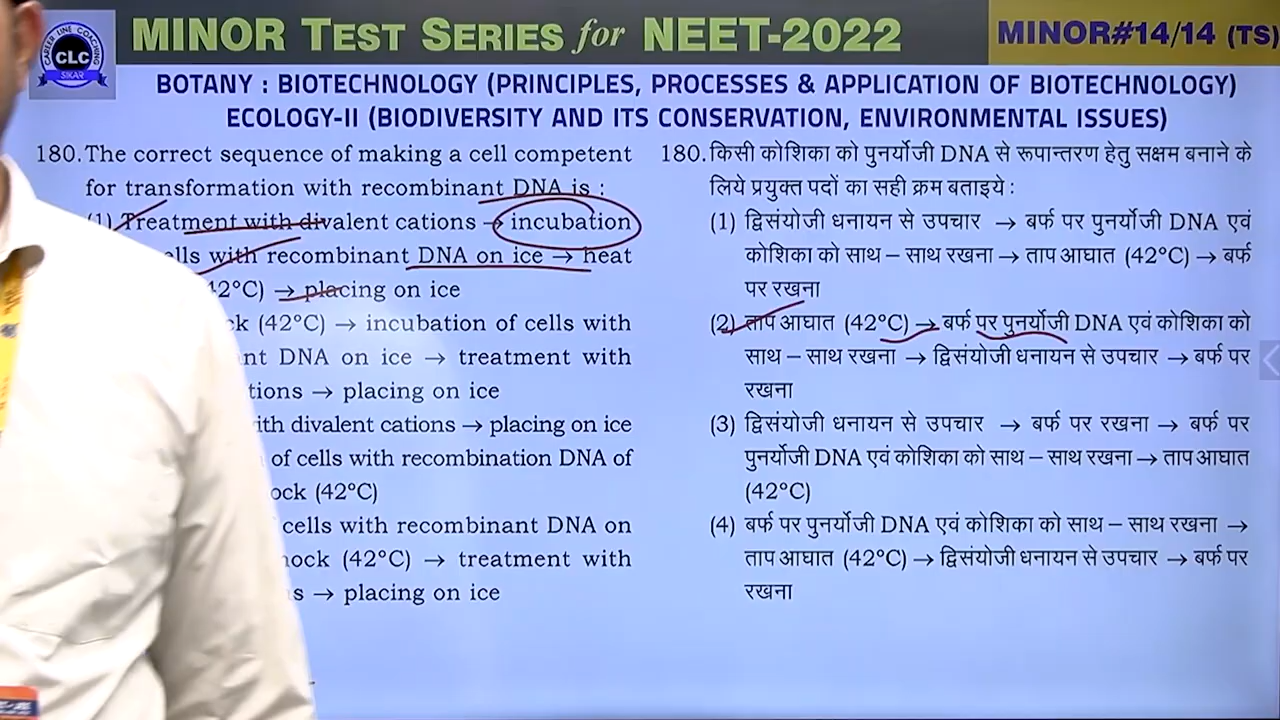 MINOR TEST SERIES for NEET-2022
MINOR#14/14 (TS)
CAREER LINE COACHING
CLC
SIKAR
BOTANY : BIOTECHNOLOGY (PRINCIPLES, PROCESSES & APPLICATION OF BIOTECHNOLOGY)
ECOLOGY-II (BIODIVERSITY AND ITS CONSERVATION, ENVIRONMENTAL ISSUES)
180. The correct sequence of making a cell competent
for transformation with recombinant DNA is :
(1) Treatment with divalent cations → incubation
ells with recombinant DNA on ice → heat
42°C) → placing on ice
ck (42°C) → incubation of cells with
nt DNA on ice → treatment with
tions → placing on ice
ith divalent cations → placing on ice
of cells with recombination DNA of
ock (42°C)
cells with recombinant DNA on
hock (42°C) → treatment with
s → placing on ice
180. किसी कोशिका को पुनर्योजी DNA से रूपान्तरण हेतु सक्षम बनाने के
लिये प्रयुक्त पदों का सही क्रम बताइये :
(1) द्विसंयोजी धनायन से उपचार → बर्फ पर पुनर्योजी DNA एवं
कोशिका को साथ – साथ रखना → ताप आघात (42°C) → बर्फ
पर रखना
(2) ताप आघात (42°C) → बर्फ पर पुनर्योजी DNA एवं कोशिका को
साथ – साथ रखना → द्विसंयोजी धनायन से उपचार → बर्फ पर
रखना
(3) द्विसंयोजी धनायन से उपचार → बर्फ पर रखना → बर्फ पर
पुनर्योजी DNA एवं कोशिका को साथ – साथ रखना → ताप आघात
(42°C)
(4) बर्फ पर पुनर्योजी DNA एवं कोशिका को साथ – साथ रखना →
ताप आघात (42°C) → द्विसंयोजी धनायन से उपचार → बर्फ पर
रखना